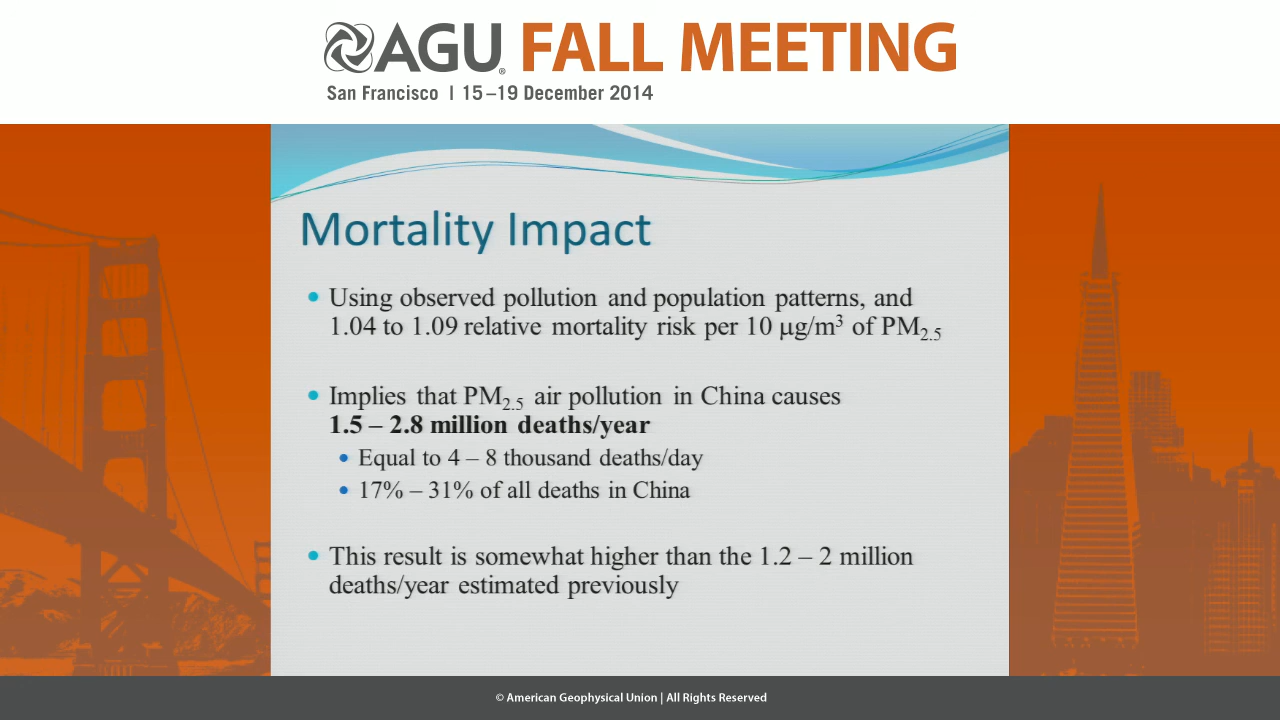 AGU® FALL MEETING
San Francisco | 15–19 December 2014
Mortality Impact
• Using observed pollution and population patterns, and
1.04 to 1.09 relative mortality risk per 10 μg/m³ of PM₂.₅
• Implies that PM₂.₅ air pollution in China causes
1.5 – 2.8 million deaths/year
• Equal to 4 – 8 thousand deaths/day
• 17% – 31% of all deaths in China
• This result is somewhat higher than the 1.2 – 2 million
deaths/year estimated previously
© American Geophysical Union | All Rights Reserved